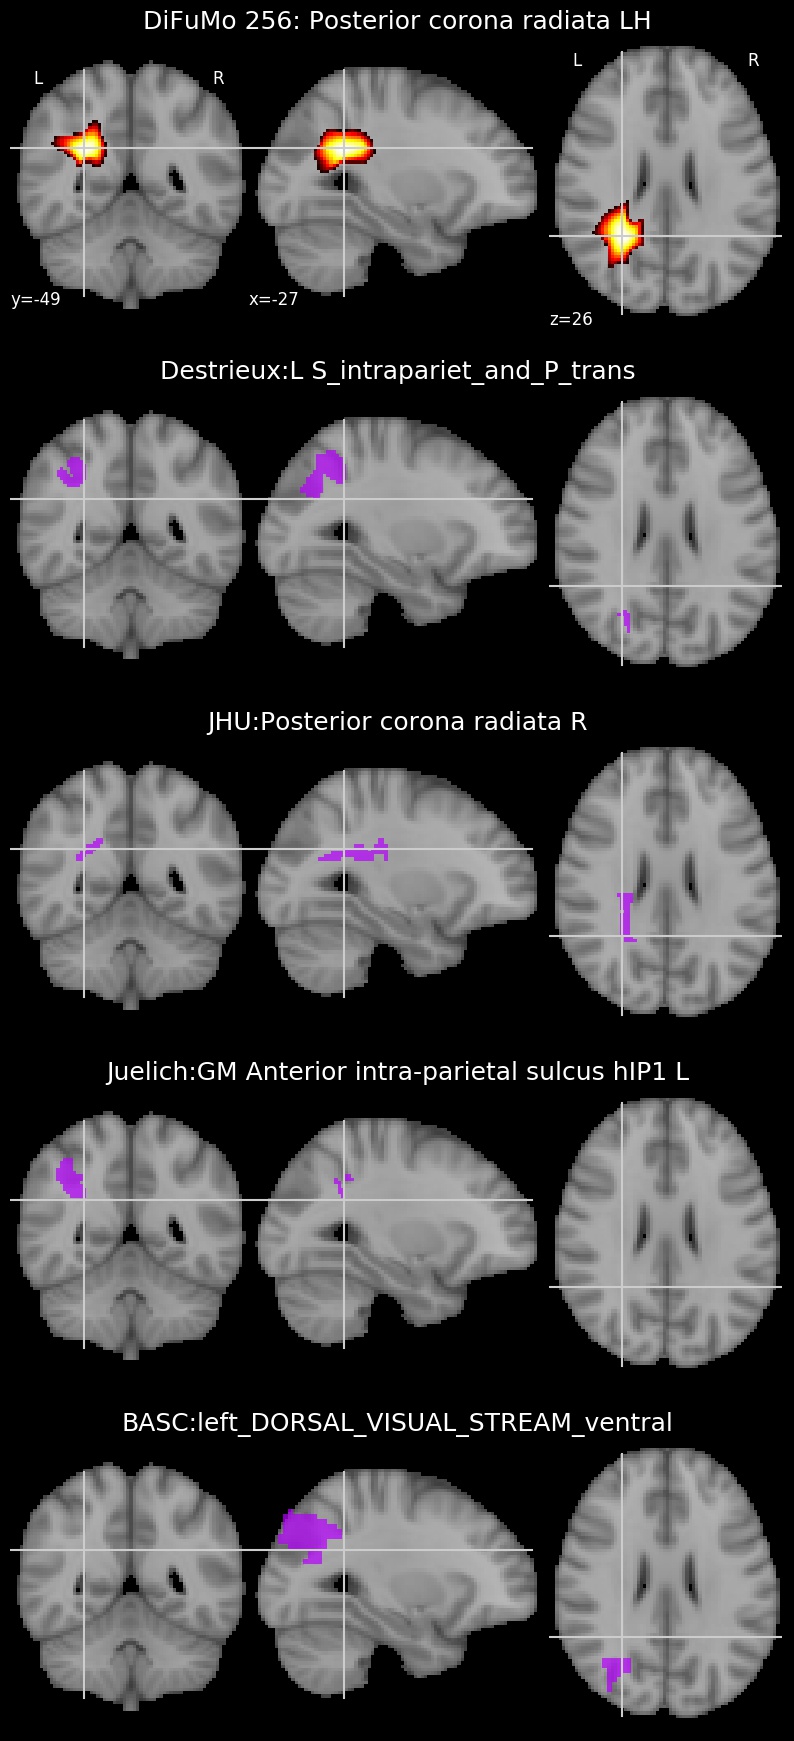 DiFuMo 256: Posterior corona radiata LH
L R L R
y=-49 x=-27 z=26
Destrieux:L S_intrapariet_and_P_trans
JHU:Posterior corona radiata R
Juelich:GM Anterior intra-parietal sulcus hIP1 L
BASC:left_DORSAL_VISUAL_STREAM_ventral